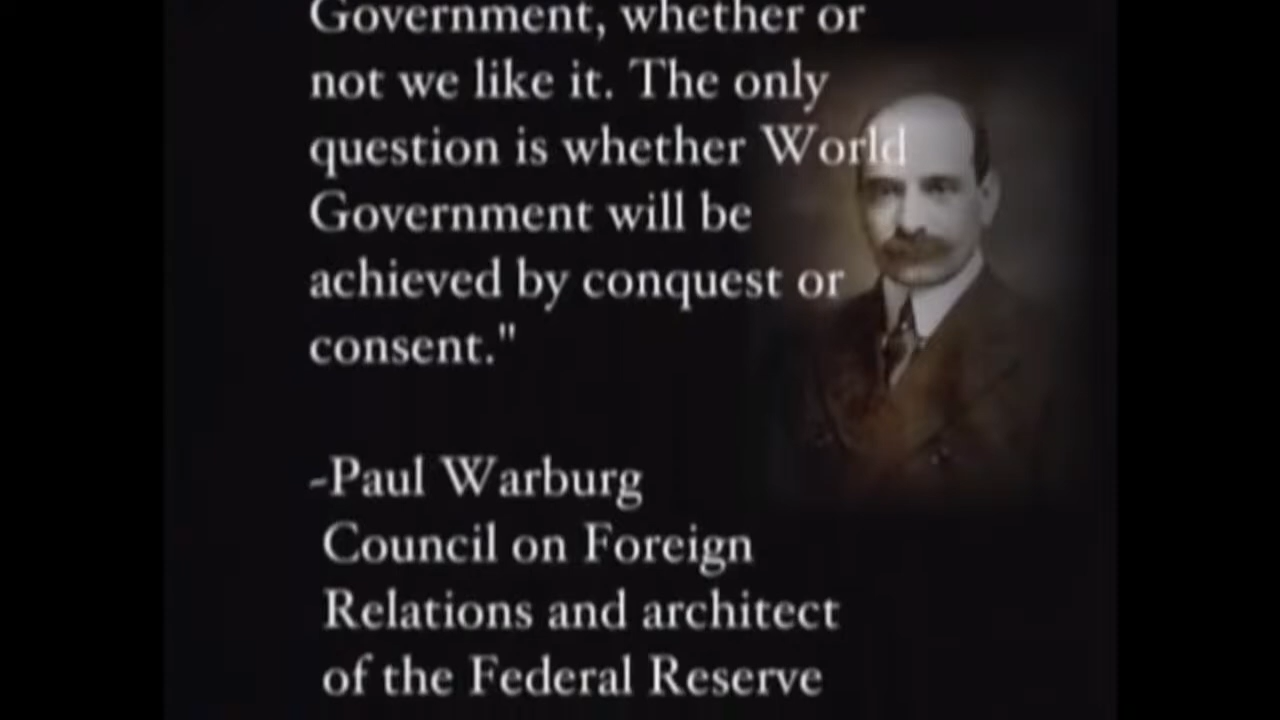 Government, whether or
not we like it. The only
question is whether World
Government will be
achieved by conquest or
consent."
-Paul Warburg
Council on Foreign
Relations and architect
of the Federal Reserve